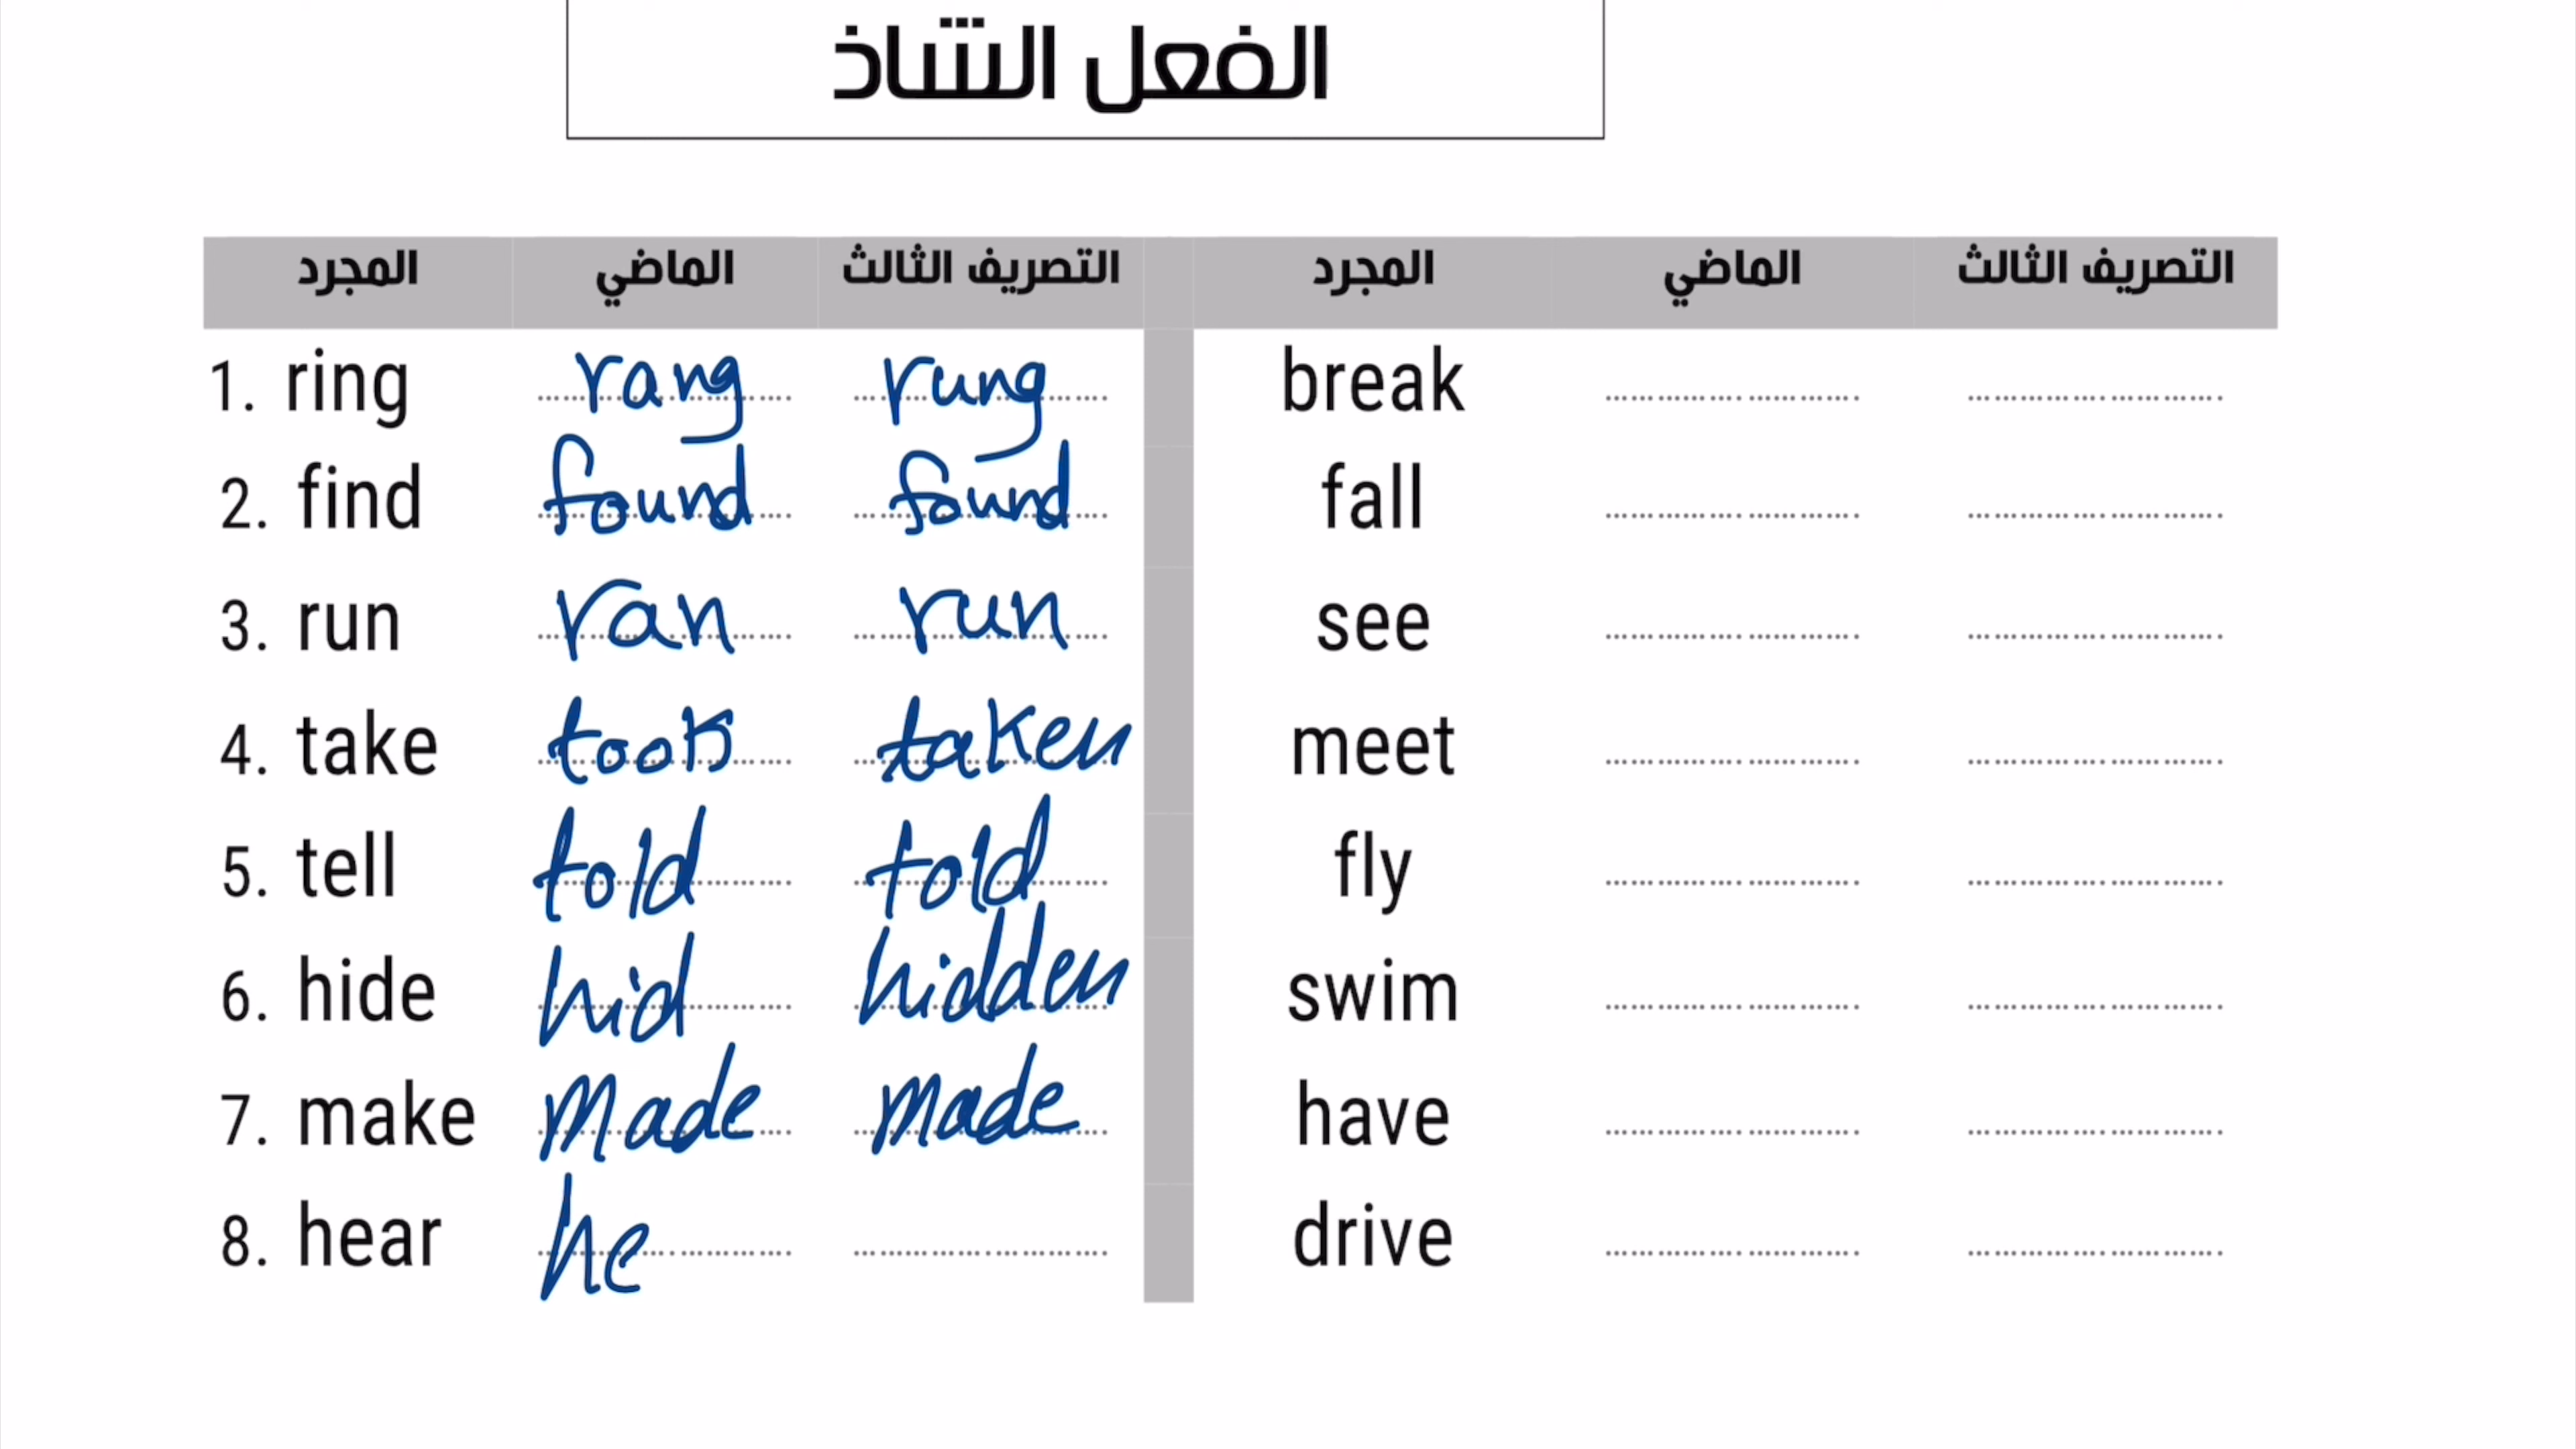 الفعل الشاذ
المجرد الماضي التصريف الثالث المجرد الماضي التصريف الثالث
1. ring rang rung break
2. find found found fall
3. run ran run see
4. take took taken meet
5. tell told told fly
6. hide hid hidden swim
7. make made made have
8. hear he drive